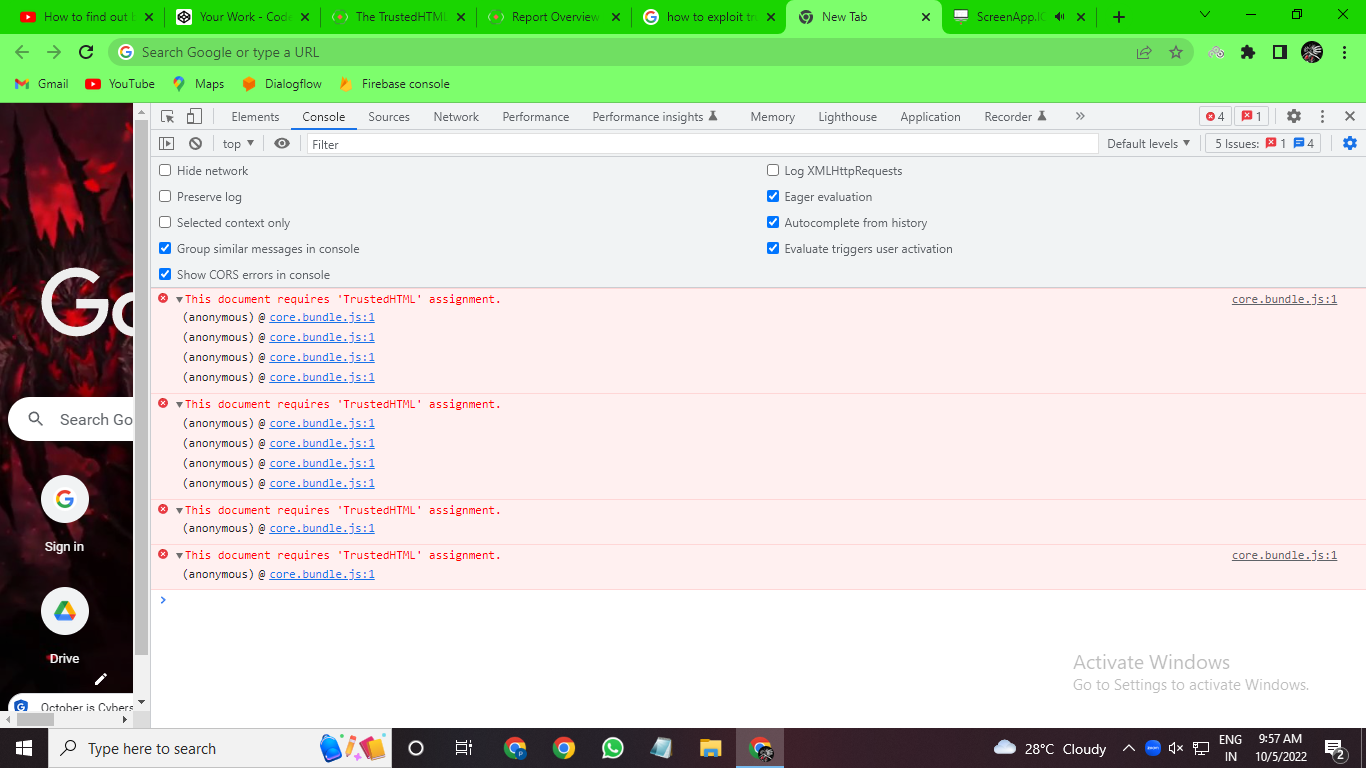 How to find out b
Your Work - Cod
The TrustedHTML
Report Overview
how to exploit tr
New Tab
ScreenApp.IO
Search Google or type a URL
Gmail
YouTube
Maps
Dialogflow
Firebase console
Elements
Console
Sources
Network
Performance
Performance insights
Memory
Lighthouse
Application
Recorder
4
1
top
Filter
Default levels
5 Issues: 1 4
Hide network
Log XMLHttpRequests
Preserve log
Eager evaluation
Selected context only
Autocomplete from history
Group similar messages in console
Evaluate triggers user activation
Show CORS errors in console
This document requires 'TrustedHTML' assignment. core.bundle.js:1
(anonymous) @ core.bundle.js:1
(anonymous) @ core.bundle.js:1
(anonymous) @ core.bundle.js:1
(anonymous) @ core.bundle.js:1
This document requires 'TrustedHTML' assignment.
(anonymous) @ core.bundle.js:1
(anonymous) @ core.bundle.js:1
(anonymous) @ core.bundle.js:1
(anonymous) @ core.bundle.js:1
This document requires 'TrustedHTML' assignment.
(anonymous) @ core.bundle.js:1
This document requires 'TrustedHTML' assignment. core.bundle.js:1
(anonymous) @ core.bundle.js:1
Go
Search Go
Sign in
Drive
October is Cybers
Activate Windows
Go to Settings to activate Windows.
Type here to search
28°C Cloudy
zoom
ENG
IN
9:57 AM
10/5/2022
2